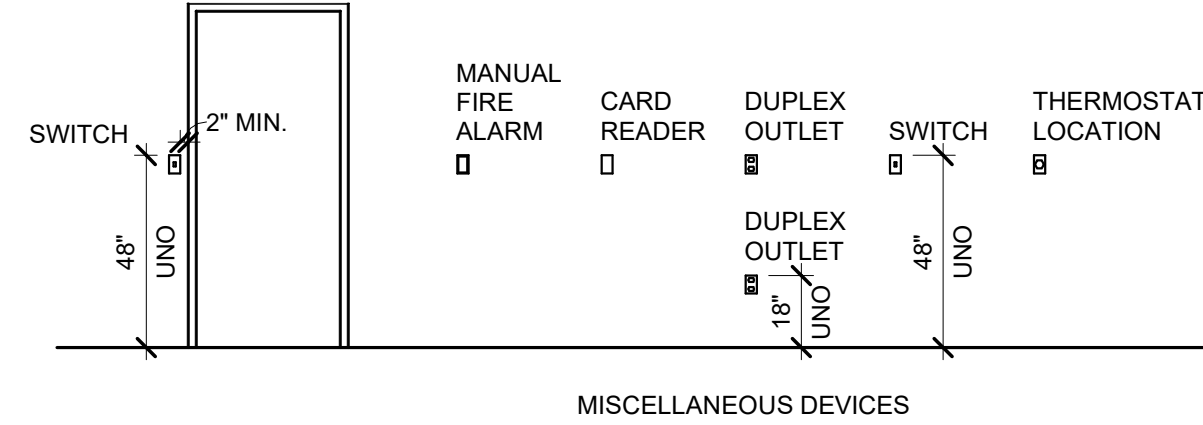 SWITCH
2" MIN.
48"
UNO
MANUAL
FIRE
ALARM
CARD
READER
DUPLEX
OUTLET
SWITCH
THERMOSTAT
LOCATION
DUPLEX
OUTLET
18"
UNO
48"
UNO
MISCELLANEOUS DEVICES